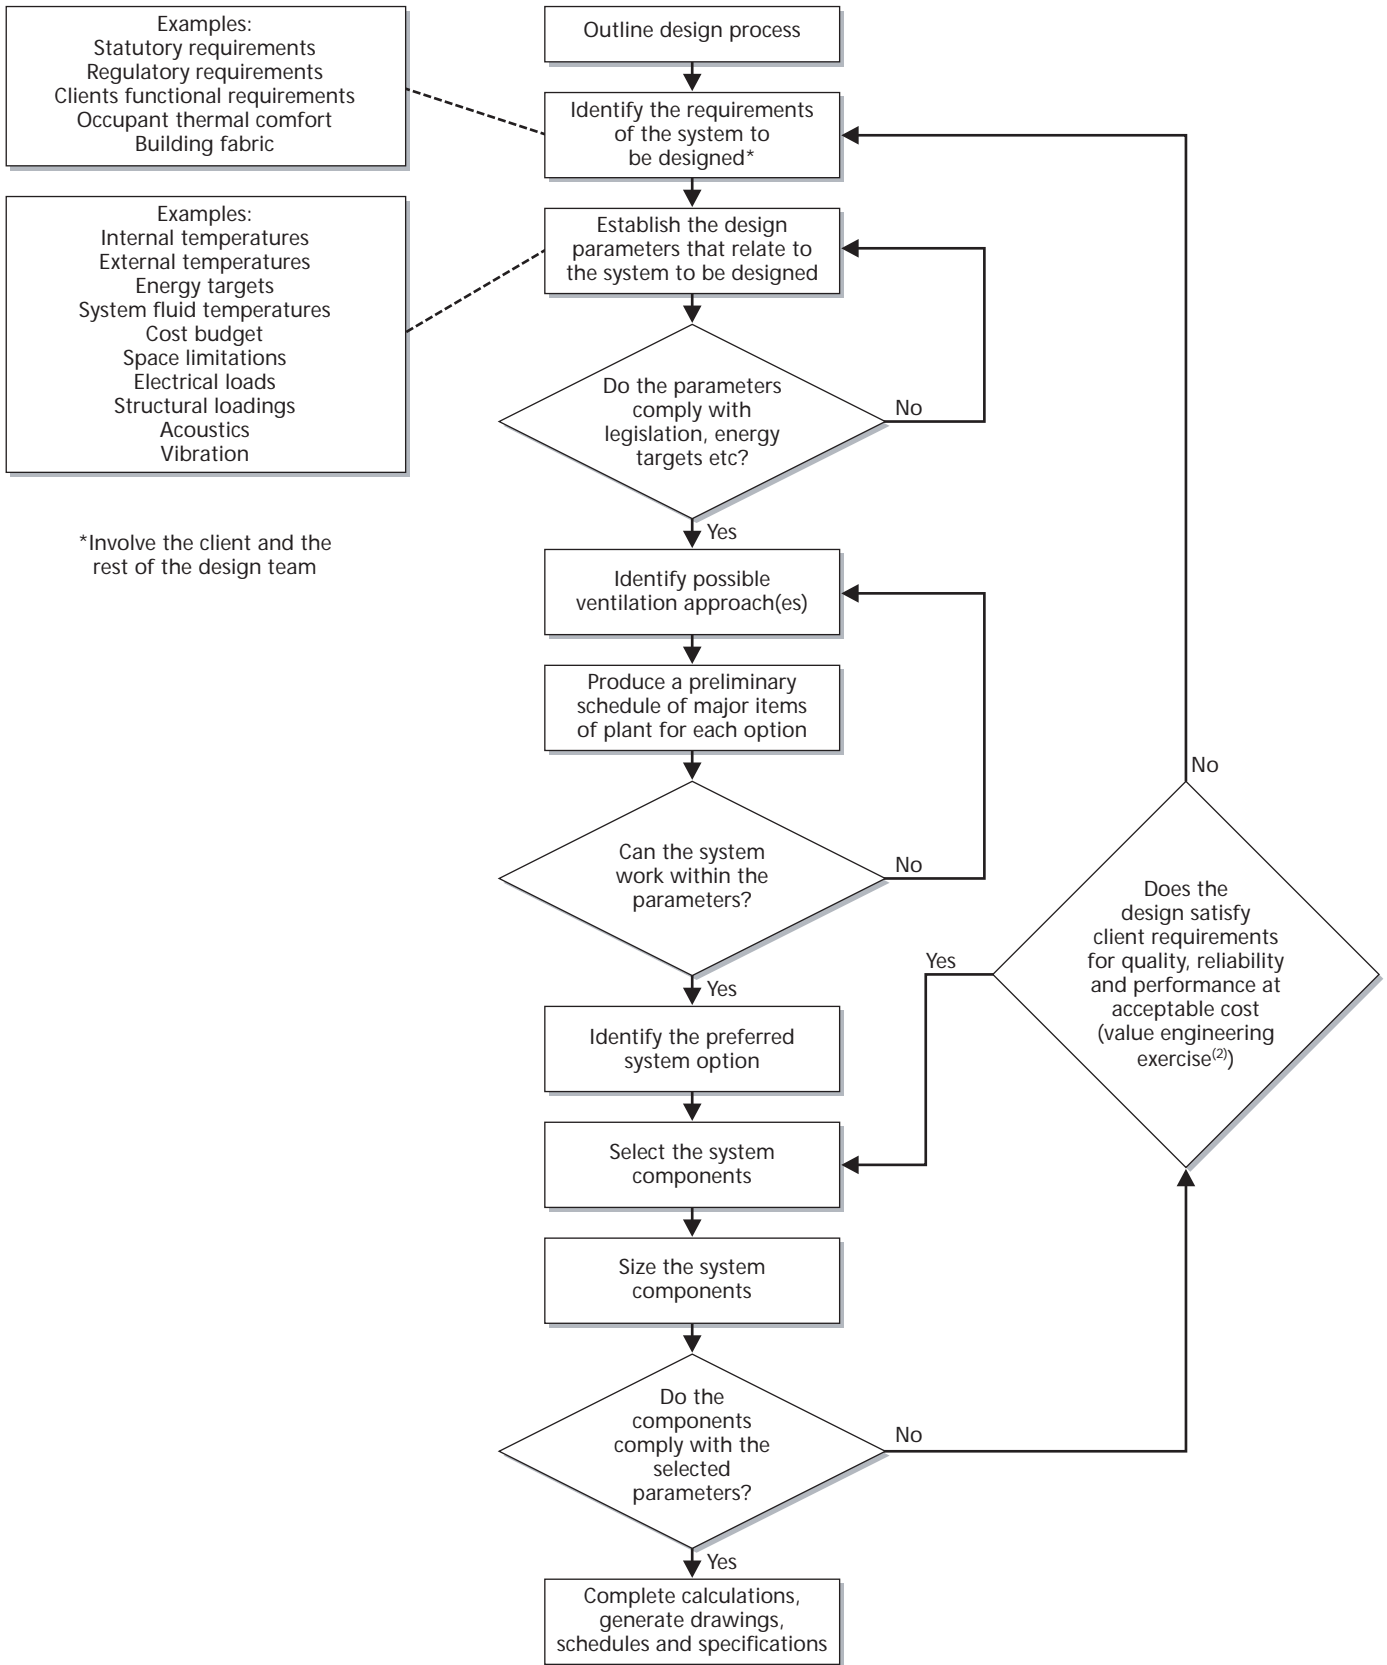 Examples:
Statutory requirements
Regulatory requirements
Clients functional requirements
Occupant thermal comfort
Building fabric
Outline design process
Identify the requirements
of the system to
be designed*
Examples:
Internal temperatures
External temperatures
Energy targets
System fluid temperatures
Cost budget
Space limitations
Electrical loads
Structural loadings
Acoustics
Vibration
Establish the design
parameters that relate to
the system to be designed
Do the parameters
comply with
legislation, energy
targets etc?
No
Yes
*Involve the client and the
rest of the design team
Identify possible
ventilation approach(es)
Produce a preliminary
schedule of major items
of plant for each option
Can the system
work within the
parameters?
No
Yes
Identify the preferred
system option
Select the system
components
Size the system
components
Do the
components
comply with the
selected
parameters?
No
Yes
Complete calculations,
generate drawings,
schedules and specifications
No
Does the
design satisfy
client requirements
for quality, reliability
and performance at
acceptable cost
(value engineering
exercise(2))
Yes